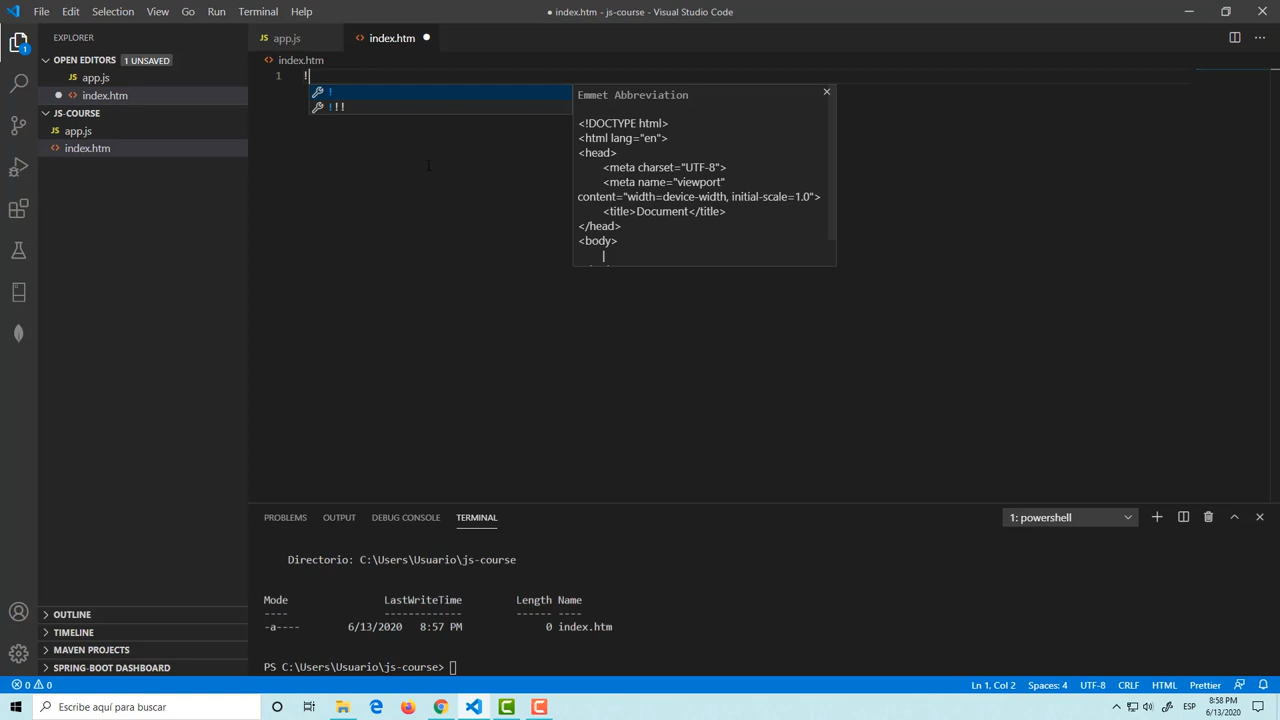 File Edit Selection View Go Run Terminal Help
● index.htm - js-course - Visual Studio Code
EXPLORER
OPEN EDITORS 1 UNSAVED
JS app.js
index.htm
JS-COURSE
JS app.js
index.htm
OUTLINE
TIMELINE
MAVEN PROJECTS
SPRING-BOOT DASHBOARD
1
JS app.js
index.htm
index.htm
1 !
!
!!!
Emmet Abbreviation
<!DOCTYPE html>
<html lang="en">
<head>
<meta charset="UTF-8">
<meta name="viewport"
content="width=device-width, initial-scale=1.0">
<title>Document</title>
</head>
<body>
|
PROBLEMS OUTPUT DEBUG CONSOLE TERMINAL
1: powershell
Directorio: C:\Users\Usuario\js-course
Mode LastWriteTime Length Name
---- ------------- ------ ----
-a---- 6/13/2020 8:57 PM 0 index.htm
PS C:\Users\Usuario\js-course>
0 0
Ln 1, Col 2 Spaces: 4 UTF-8 CRLF HTML Prettier
Escribe aquí para buscar
ESP
8:58 PM
6/13/2020